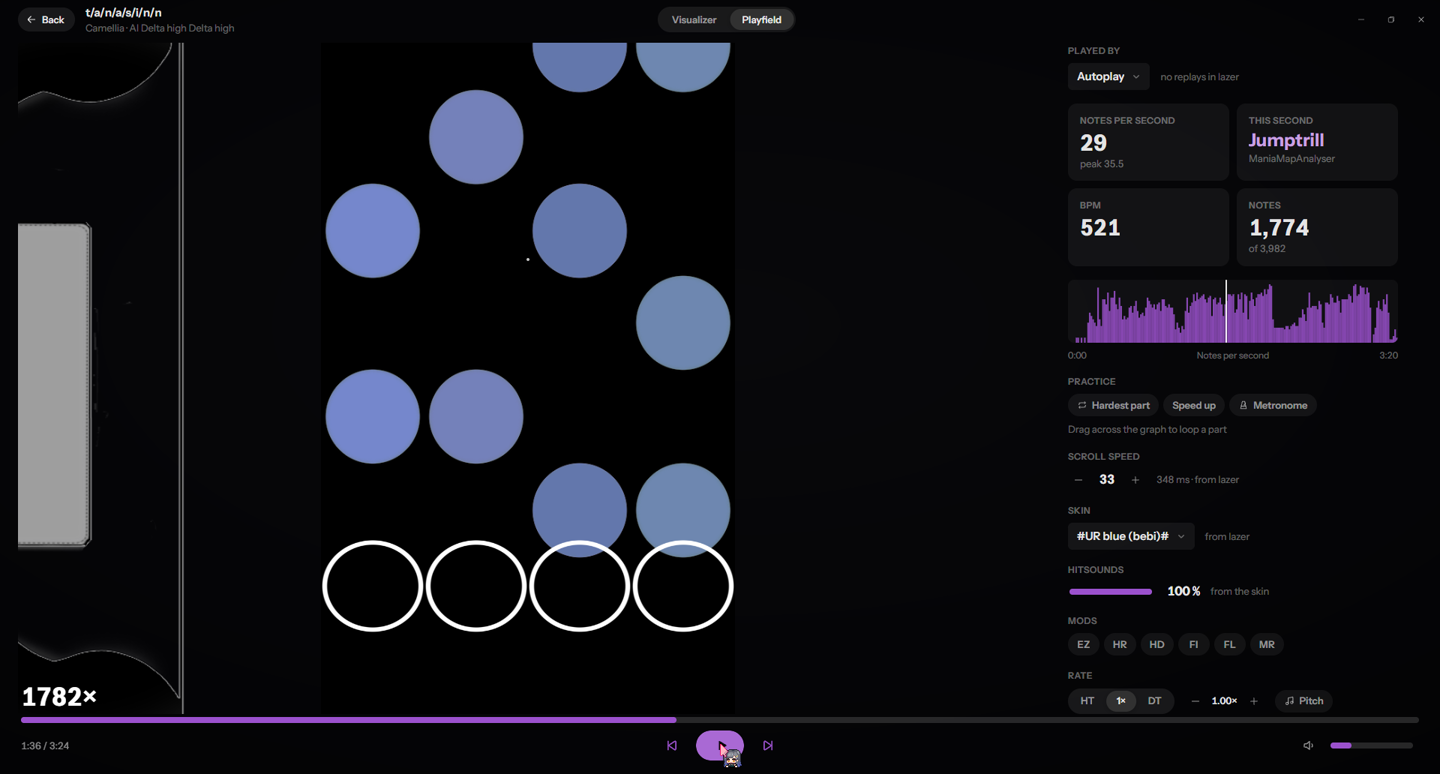 Back
t/a/n/a/s/i/n/n
Camellia · AI Delta high Delta high
Visualizer
Playfield
PLAYED BY
Autoplay
no replays in lazer
NOTES PER SECOND
29
peak 35.5
THIS SECOND
Jumptrill
ManiaMapAnalyser
BPM
521
NOTES
1,774
of 3,982
0:00
Notes per second
3:20
PRACTICE
Hardest part
Speed up
Metronome
Drag across the graph to loop a part
SCROLL SPEED
− 33 +
348 ms · from lazer
SKIN
#UR blue (bebi)#
from lazer
HITSOUNDS
100 %
from the skin
MODS
EZ
HR
HD
FI
FL
MR
RATE
HT
1×
DT
− 1.00× +
Pitch
1782×
1:36 / 3:24